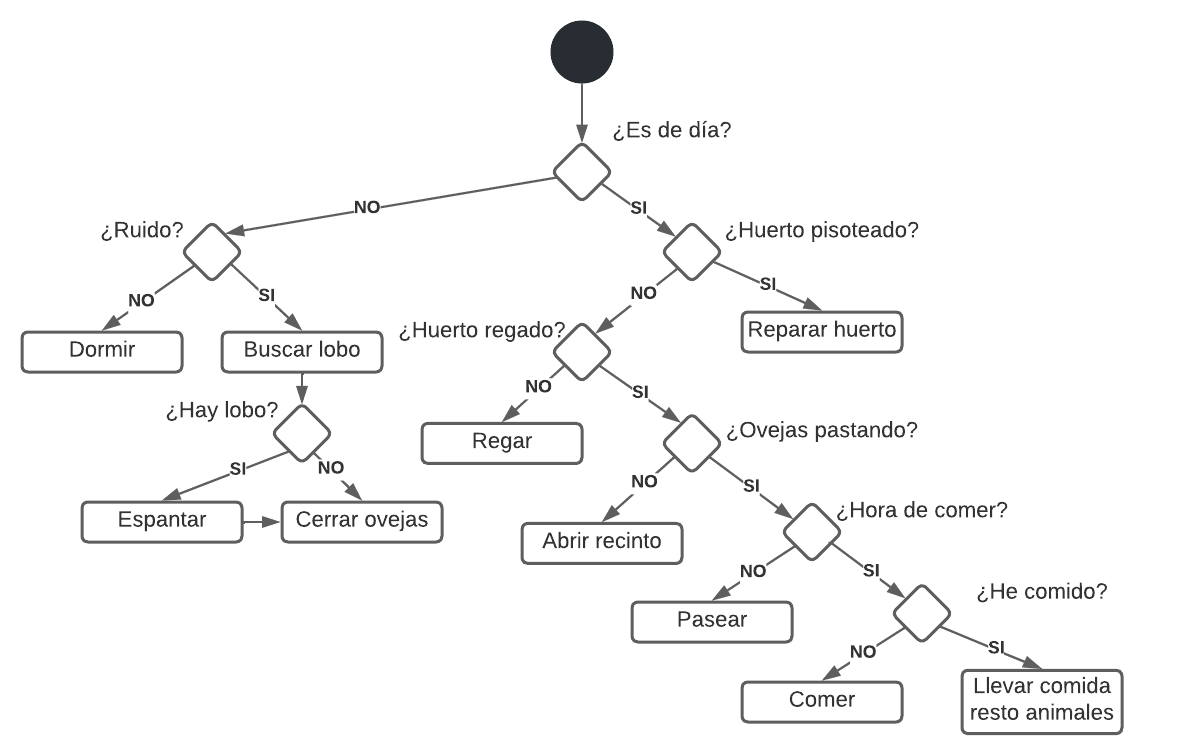 ¿Es de día?
NO
SI
¿Ruido?
¿Huerto pisoteado?
NO
SI
NO
SI
Dormir
Buscar lobo
¿Huerto regado?
Reparar huerto
NO
SI
¿Hay lobo?
Regar
¿Ovejas pastando?
SI
NO
NO
SI
Espantar
Cerrar ovejas
Abrir recinto
¿Hora de comer?
NO
SI
Pasear
¿He comido?
NO
SI
Comer
Llevar comida
resto animales